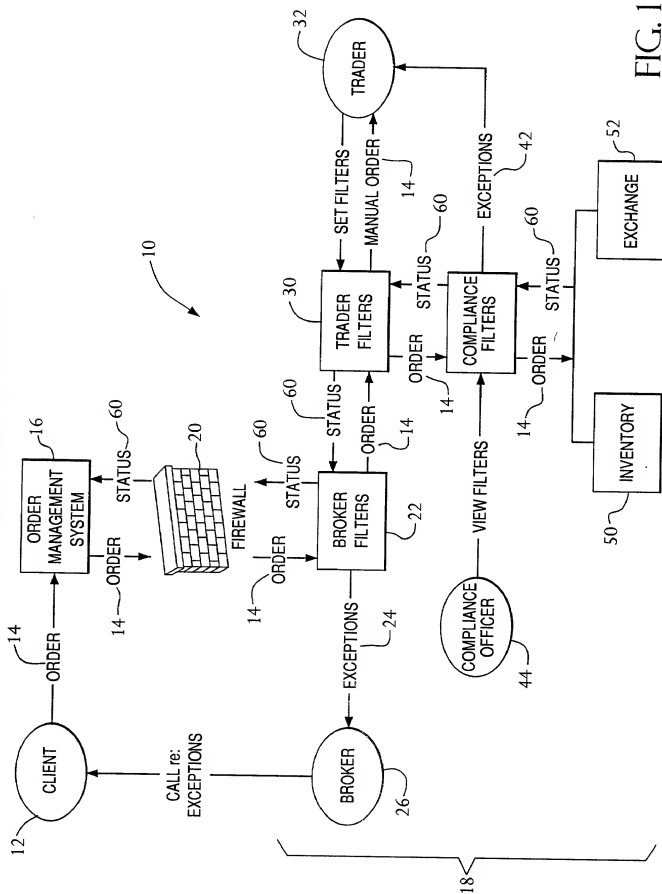 12
CLIENT
14
ORDER
16
ORDER
MANAGEMENT
SYSTEM
ORDER
14
STATUS
60
10
20
FIREWALL
ORDER
14
STATUS
60
CALL re:
EXCEPTIONS
BROKER
26
EXCEPTIONS
24
BROKER
FILTERS
22
STATUS
60
ORDER
14
30
TRADER
FILTERS
SET FILTERS
MANUAL ORDER
14
TRADER
32
ORDER
14
STATUS
60
COMPLIANCE
OFFICER
44
VIEW FILTERS
COMPLIANCE
FILTERS
EXCEPTIONS
42
ORDER
14
STATUS
60
INVENTORY
50
EXCHANGE
52
18
FIG. 1